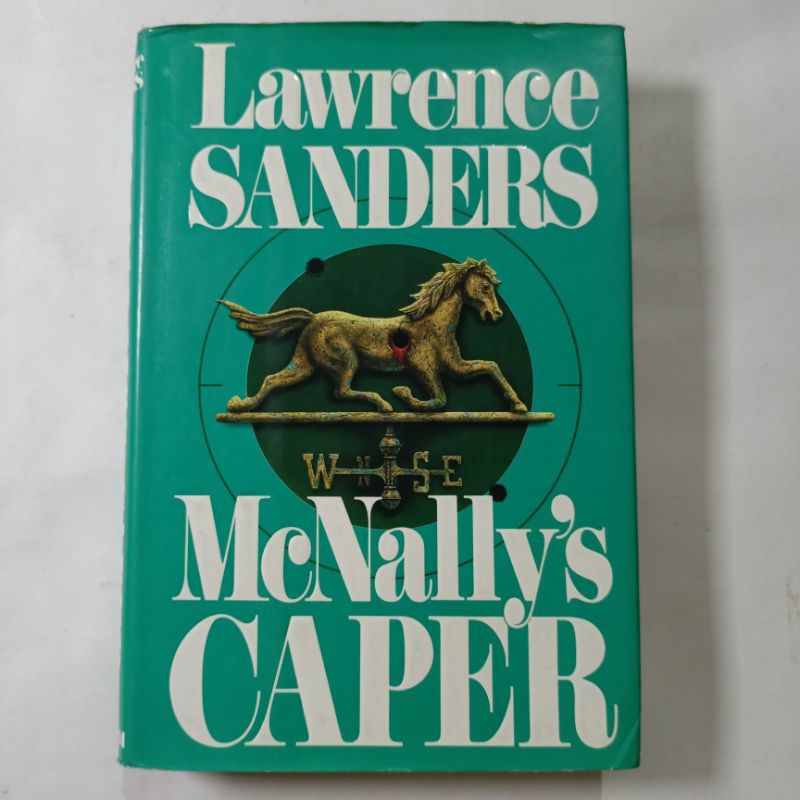 Lawrence
SANDERS
W N S E
McNally's
CAPER